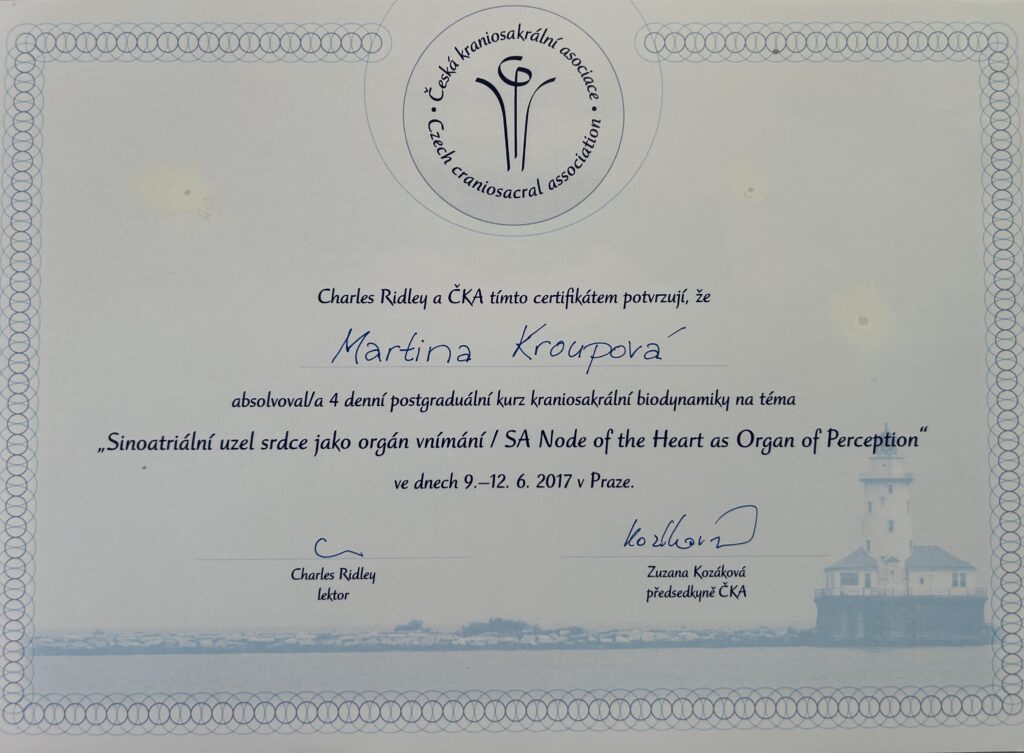 Česká kraniosakrální asociace
Czech craniosacral association
Charles Ridley a ČKA tímto certifikátem potvrzují, že
Martina Kroupová
absolvoval/a 4 denní postgraduální kurz kraniosakrální biodynamiky na téma
„Sinoatriální uzel srdce jako orgán vnímání / SA Node of the Heart as Organ of Perception“
ve dnech 9.–12. 6. 2017 v Praze.
Kozáková
Charles Ridley
lektor
Zuzana Kozáková
předsedkyně ČKA